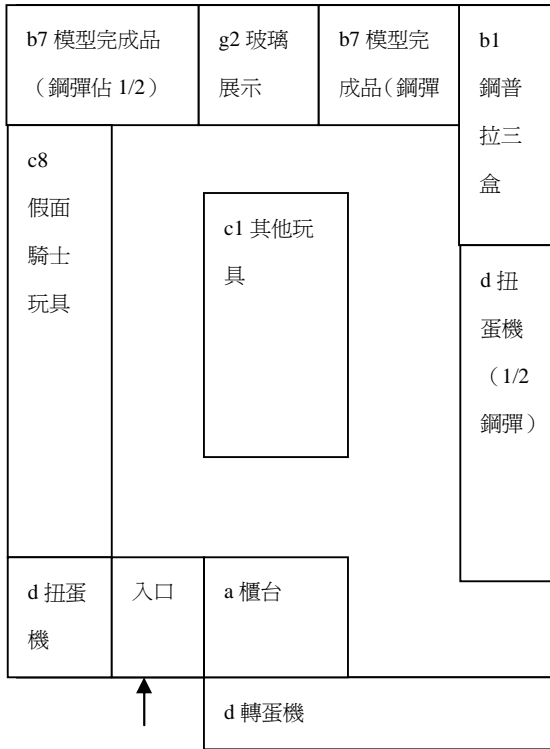 b7 模型完成品
（鋼彈佔 1/2）
g2 玻璃
展示
b7 模型完
成品（鋼彈
b1
鋼普
拉三
盒
c8
假面
騎士
玩具
c1 其他玩
具
d 扭
蛋機
（1/2
鋼彈）
d 扭蛋
機
入口
a 櫃台
d 轉蛋機